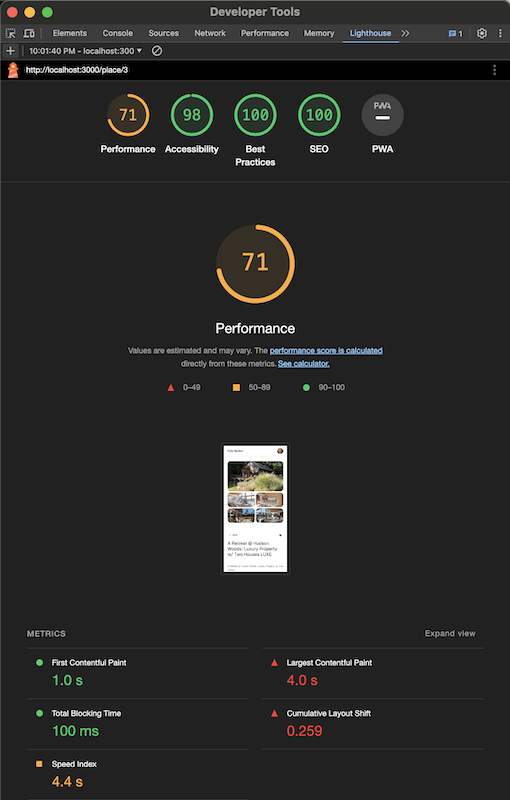 Developer Tools
Elements Console Sources Network Performance Memory Lighthouse 1
10:01:40 PM - localhost:300
http://localhost:3000/place/3
71 98 100 100 PWA
Performance Accessibility Best Practices SEO PWA
71
Performance
Values are estimated and may vary. The performance score is calculated
directly from these metrics. See calculator.
0–49 50–89 90–100
A Retreat @ Hudson
Woods: Luxury Property
w/ Two Houses LUXE
METRICS
Expand view
First Contentful Paint
1.0 s
Largest Contentful Paint
4.0 s
Total Blocking Time
100 ms
Cumulative Layout Shift
0.259
Speed Index
4.4 s